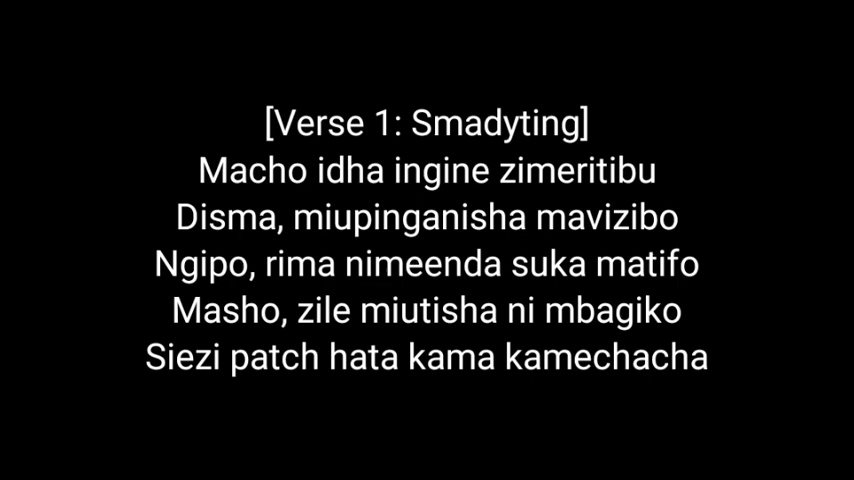 [Verse 1: Smadyting]
Macho idha ingine zimeritibu
Disma, miupinganisha mavizibo
Ngipo, rima nimeenda suka matifo
Masho, zile miutisha ni mbagiko
Siezi patch hata kama kamechacha